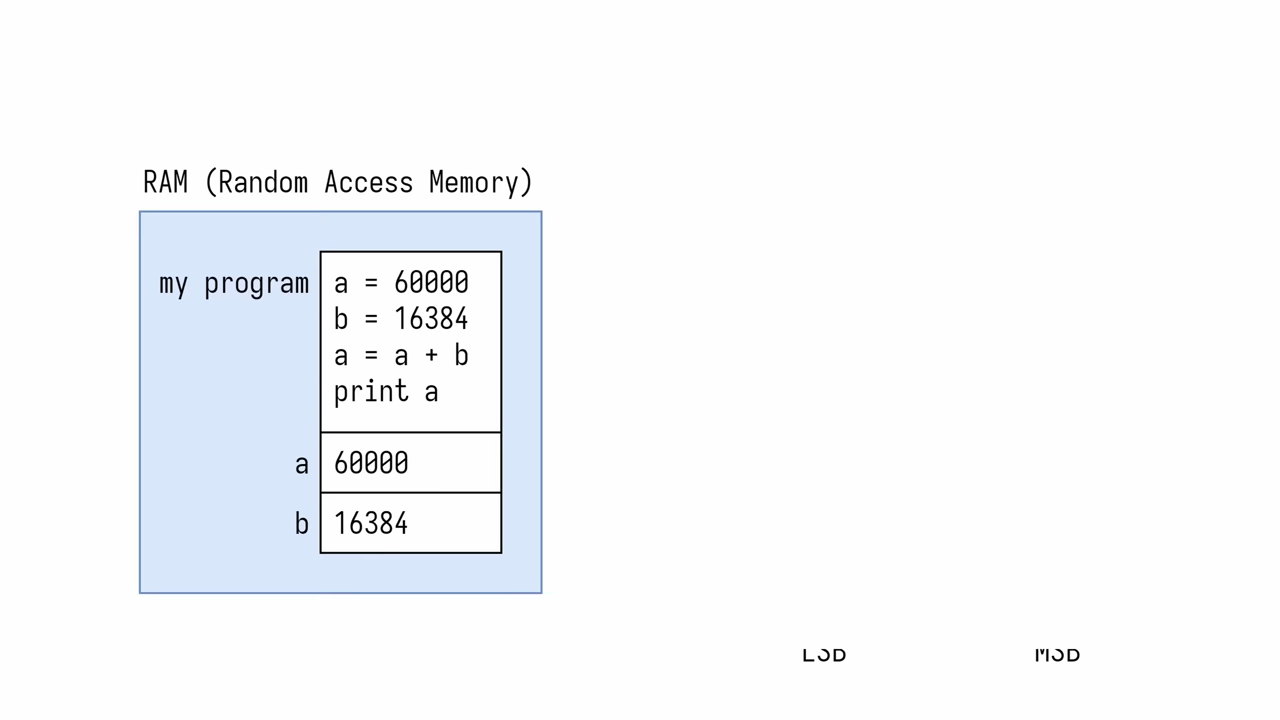 RAM (Random Access Memory)
my program
a = 60000
b = 16384
a = a + b
print a
a 60000
b 16384